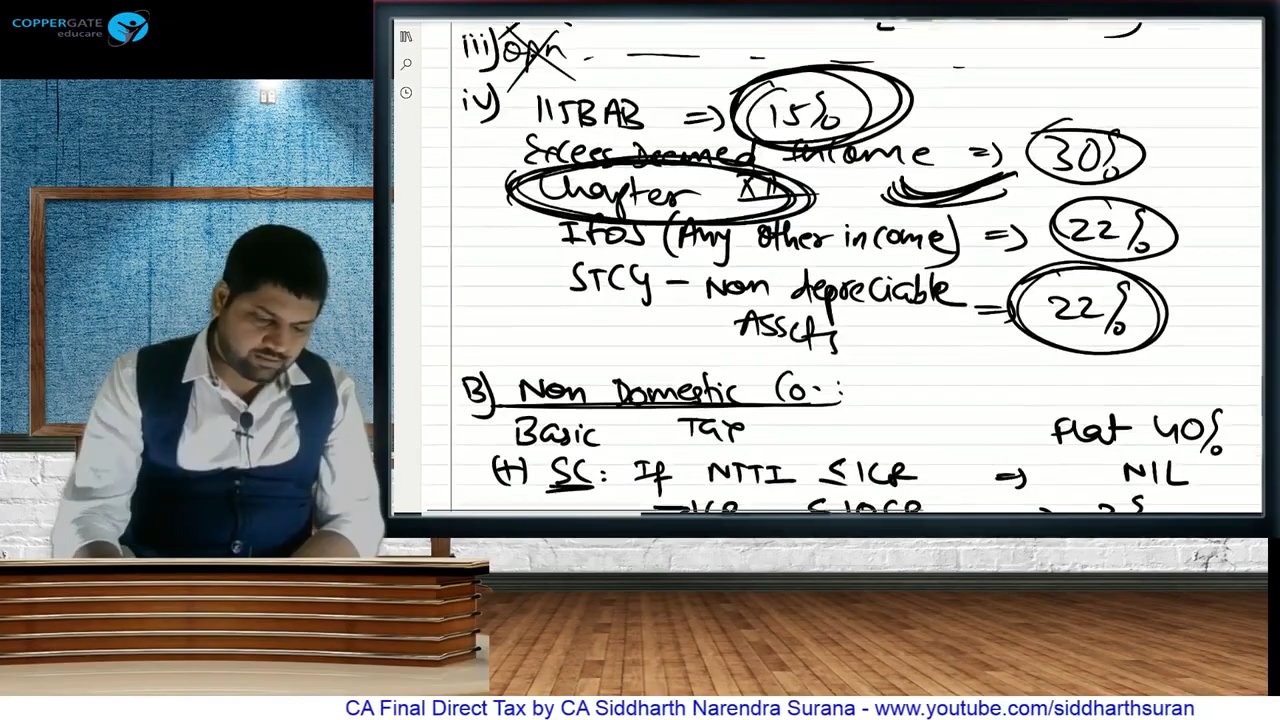 COPPERGATE
educare
iii)
iv) 115BAB => 15%
Excess Deemed Income => 30%
Chapter XII
IFOS (Any other income) => 22%
STCG - Non depreciable => 22%
Assets
B) Non Domestic Co. :
Basic Tax Flat 40%
(+) SC : If NTTI ≤ 1CR => NIL
CA Final Direct Tax by CA Siddharth Narendra Surana - www.youtube.com/siddharthsuran